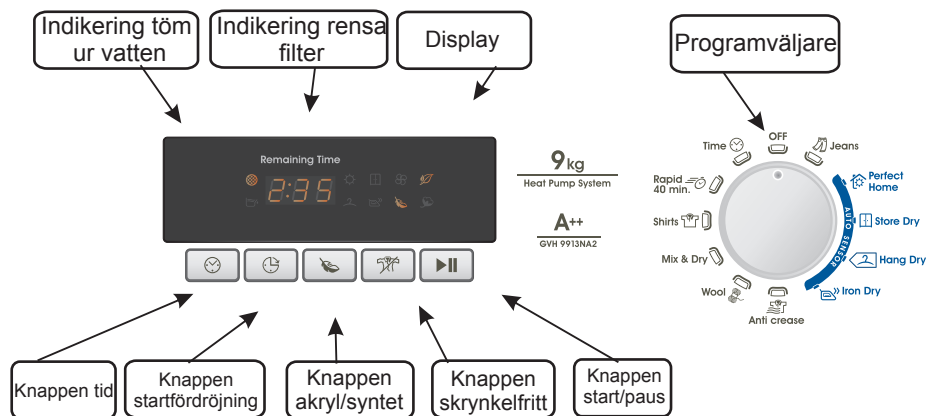 Indikering töm
ur vatten
Indikering rensa
filter
Display
Programväljare
Remaining Time
2:35
9 kg
Heat Pump System
A++
GVH 9913NA2
OFF
Time
Jeans
Rapid
40 min.
Perfect
Home
Shirts
Store Dry
AUTO SENSOR
Mix & Dry
Hang Dry
Wool
Iron Dry
Anti crease
Knappen tid
Knappen
startfördröjning
Knappen
akryl/syntet
Knappen
skrynkelfritt
Knappen
start/paus